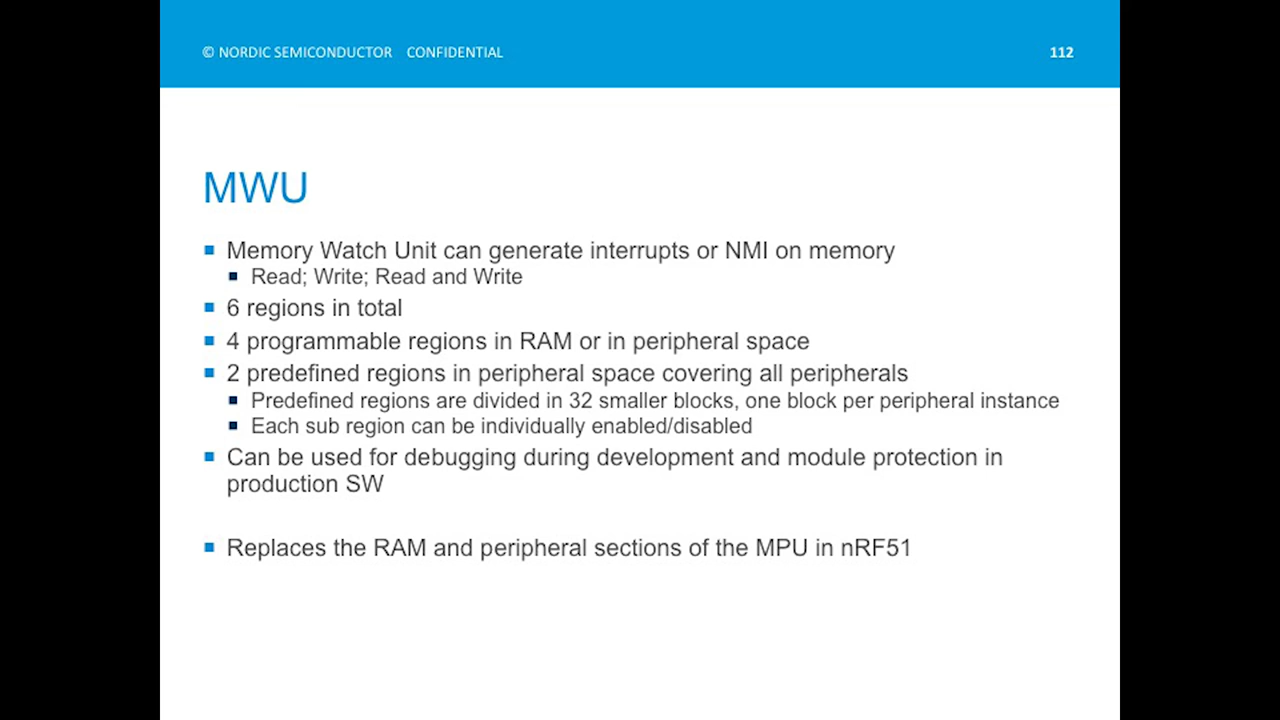 © NORDIC SEMICONDUCTOR CONFIDENTIAL 112
MWU
Memory Watch Unit can generate interrupts or NMI on memory
Read; Write; Read and Write
6 regions in total
4 programmable regions in RAM or in peripheral space
2 predefined regions in peripheral space covering all peripherals
Predefined regions are divided in 32 smaller blocks, one block per peripheral instance
Each sub region can be individually enabled/disabled
Can be used for debugging during development and module protection in
production SW
Replaces the RAM and peripheral sections of the MPU in nRF51